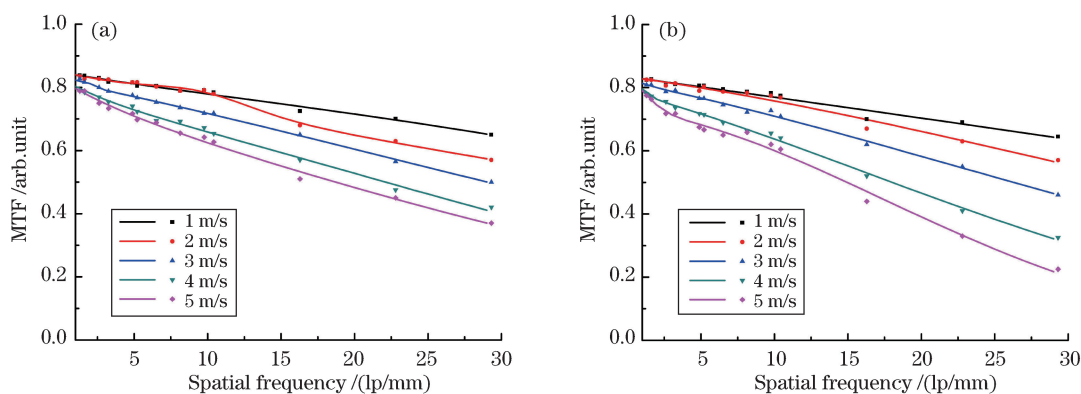 (a)
1.0
0.8
0.6
0.4
0.2
0.0
MTF /arb.unit
1 m/s
2 m/s
3 m/s
4 m/s
5 m/s
5 10 15 20 25 30
Spatial frequency /(lp/mm)
(b)
1.0
0.8
0.6
0.4
0.2
0.0
MTF /arb.unit
1 m/s
2 m/s
3 m/s
4 m/s
5 m/s
5 10 15 20 25 30
Spatial frequency /(lp/mm)